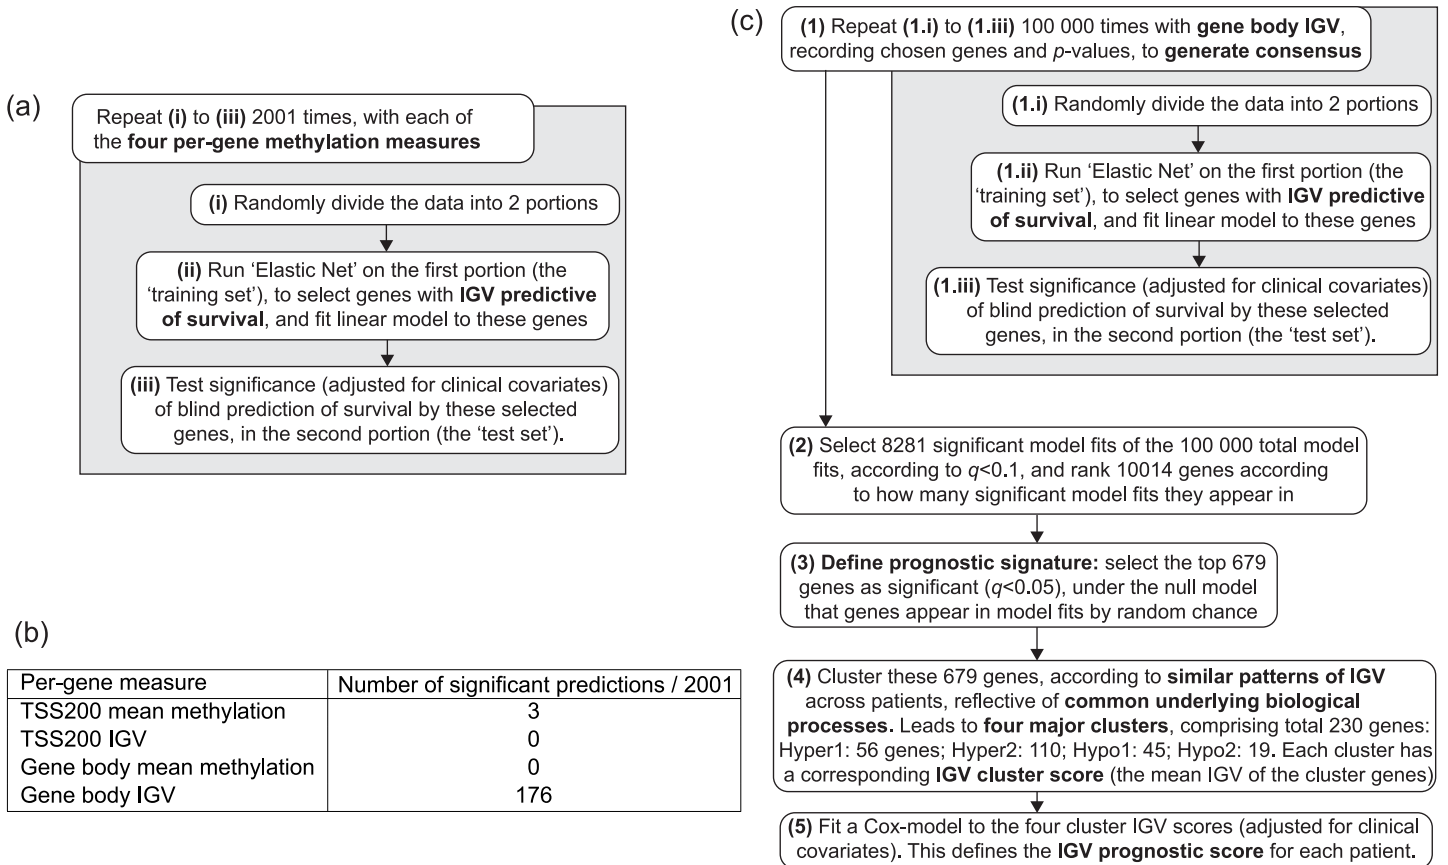 (a)
Repeat (i) to (iii) 2001 times, with each of
the four per-gene methylation measures
(i) Randomly divide the data into 2 portions
(ii) Run ‘Elastic Net’ on the first portion (the
‘training set’), to select genes with IGV predictive
of survival, and fit linear model to these genes
(iii) Test significance (adjusted for clinical covariates)
of blind prediction of survival by these selected
genes, in the second portion (the ‘test set’).
(b)
Per-gene measure Number of significant predictions / 2001
TSS200 mean methylation 3
TSS200 IGV 0
Gene body mean methylation 0
Gene body IGV 176
(c)
(1) Repeat (1.i) to (1.iii) 100 000 times with gene body IGV,
recording chosen genes and p-values, to generate consensus
(1.i) Randomly divide the data into 2 portions
(1.ii) Run ‘Elastic Net’ on the first portion (the
‘training set’), to select genes with IGV predictive
of survival, and fit linear model to these genes
(1.iii) Test significance (adjusted for clinical covariates)
of blind prediction of survival by these selected
genes, in the second portion (the ‘test set’).
(2) Select 8281 significant model fits of the 100 000 total model
fits, according to q<0.1, and rank 10014 genes according
to how many significant model fits they appear in
(3) Define prognostic signature: select the top 679
genes as significant (q<0.05), under the null model
that genes appear in model fits by random chance
(4) Cluster these 679 genes, according to similar patterns of IGV
across patients, reflective of common underlying biological
processes. Leads to four major clusters, comprising total 230 genes:
Hyper1: 56 genes; Hyper2: 110; Hypo1: 45; Hypo2: 19. Each cluster has
a corresponding IGV cluster score (the mean IGV of the cluster genes)
(5) Fit a Cox-model to the four cluster IGV scores (adjusted for clinical
covariates). This defines the IGV prognostic score for each patient.